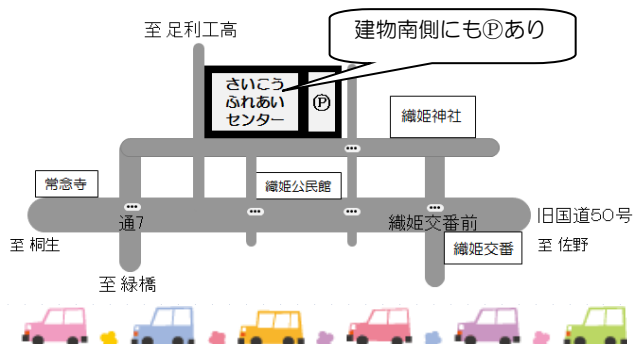 至 足利工高
建物南側にもⓅあり
さいこう
ふれあい
センター
Ⓟ
織姫神社
常念寺
織姫公民館
通7
織姫交番前
旧国道50号
至 桐生
織姫交番
至 佐野
至 緑橋